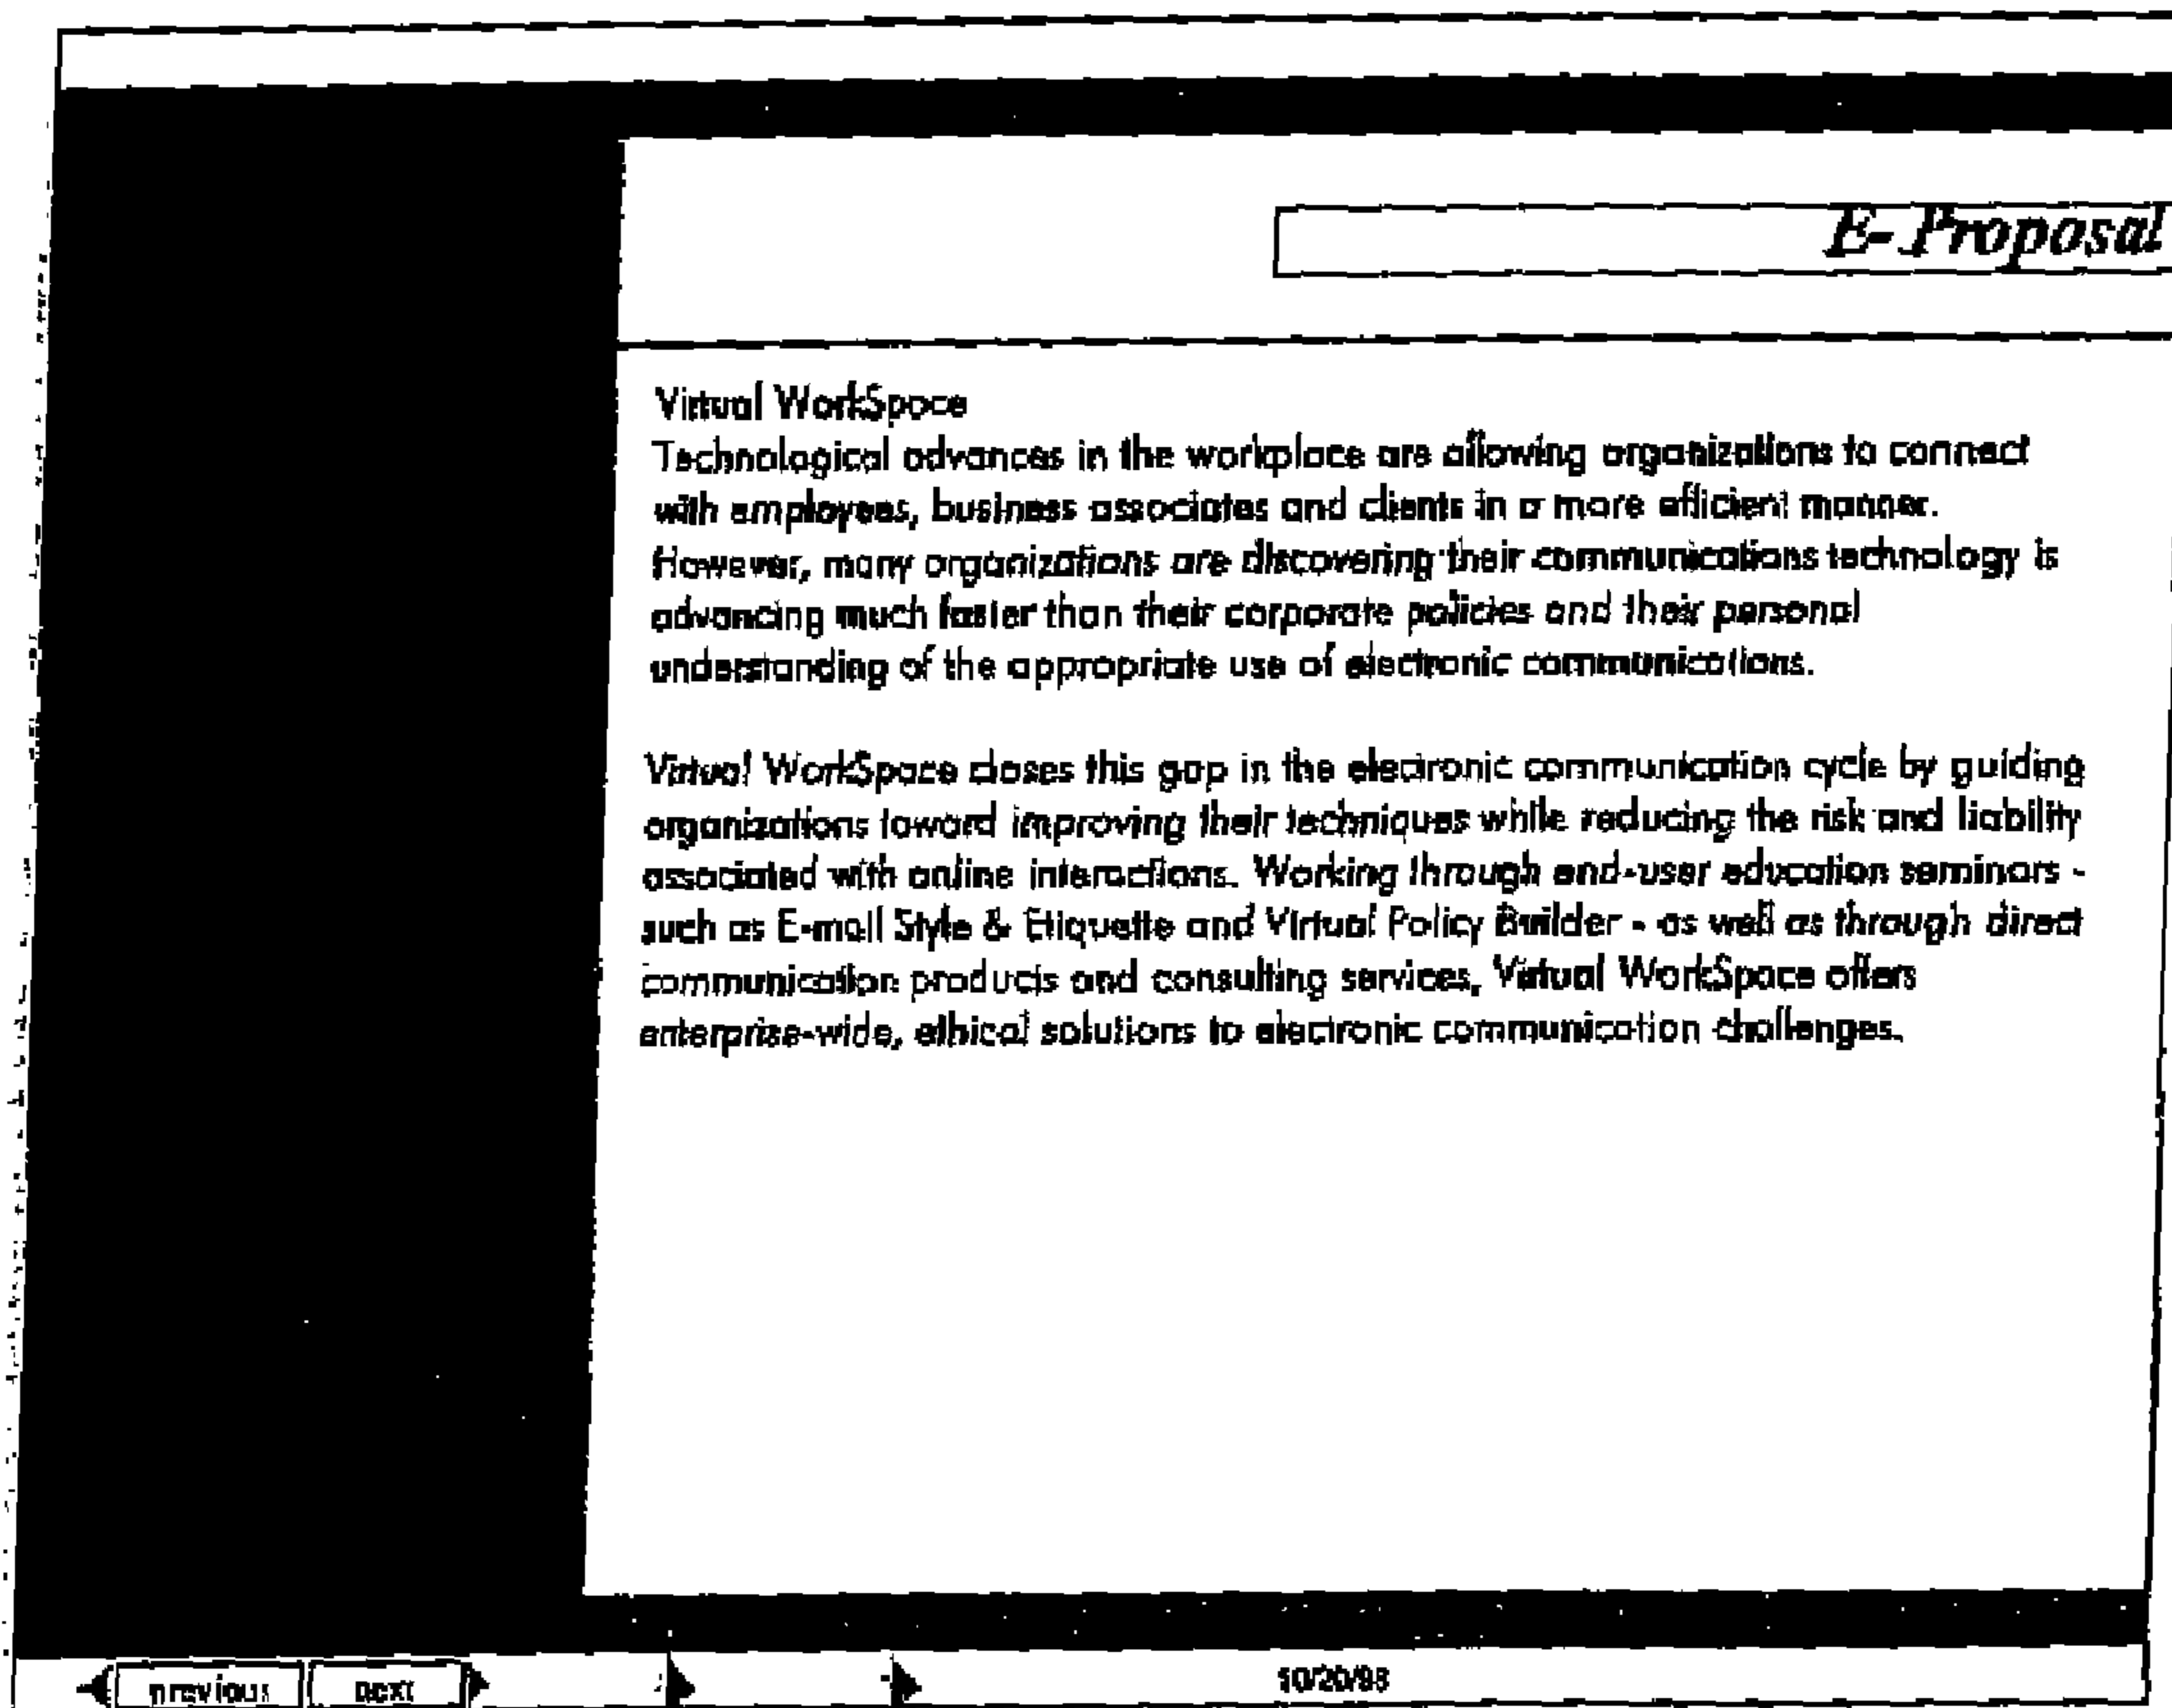 E-Proposal
Virtual WorkSpace
Technological advances in the workplace are allowing organizations to connect
with employees, business associates and clients in a more efficient manner.
However, many organizations are discovering their communications technology is
advancing much faster than their corporate policies and their personal
understanding of the appropriate use of electronic communications.
Virtual WorkSpace closes this gap in the electronic communication cycle by guiding
organizations toward improving their techniques while reducing the risk and liability
associated with online interactions. Working through end-user education seminars -
such as E-mail Style & Etiquette and Virtual Policy Builder - as well as through direct
communication products and consulting services, Virtual WorkSpace offers
enterprise-wide, ethical solutions to electronic communication challenges.
previous next